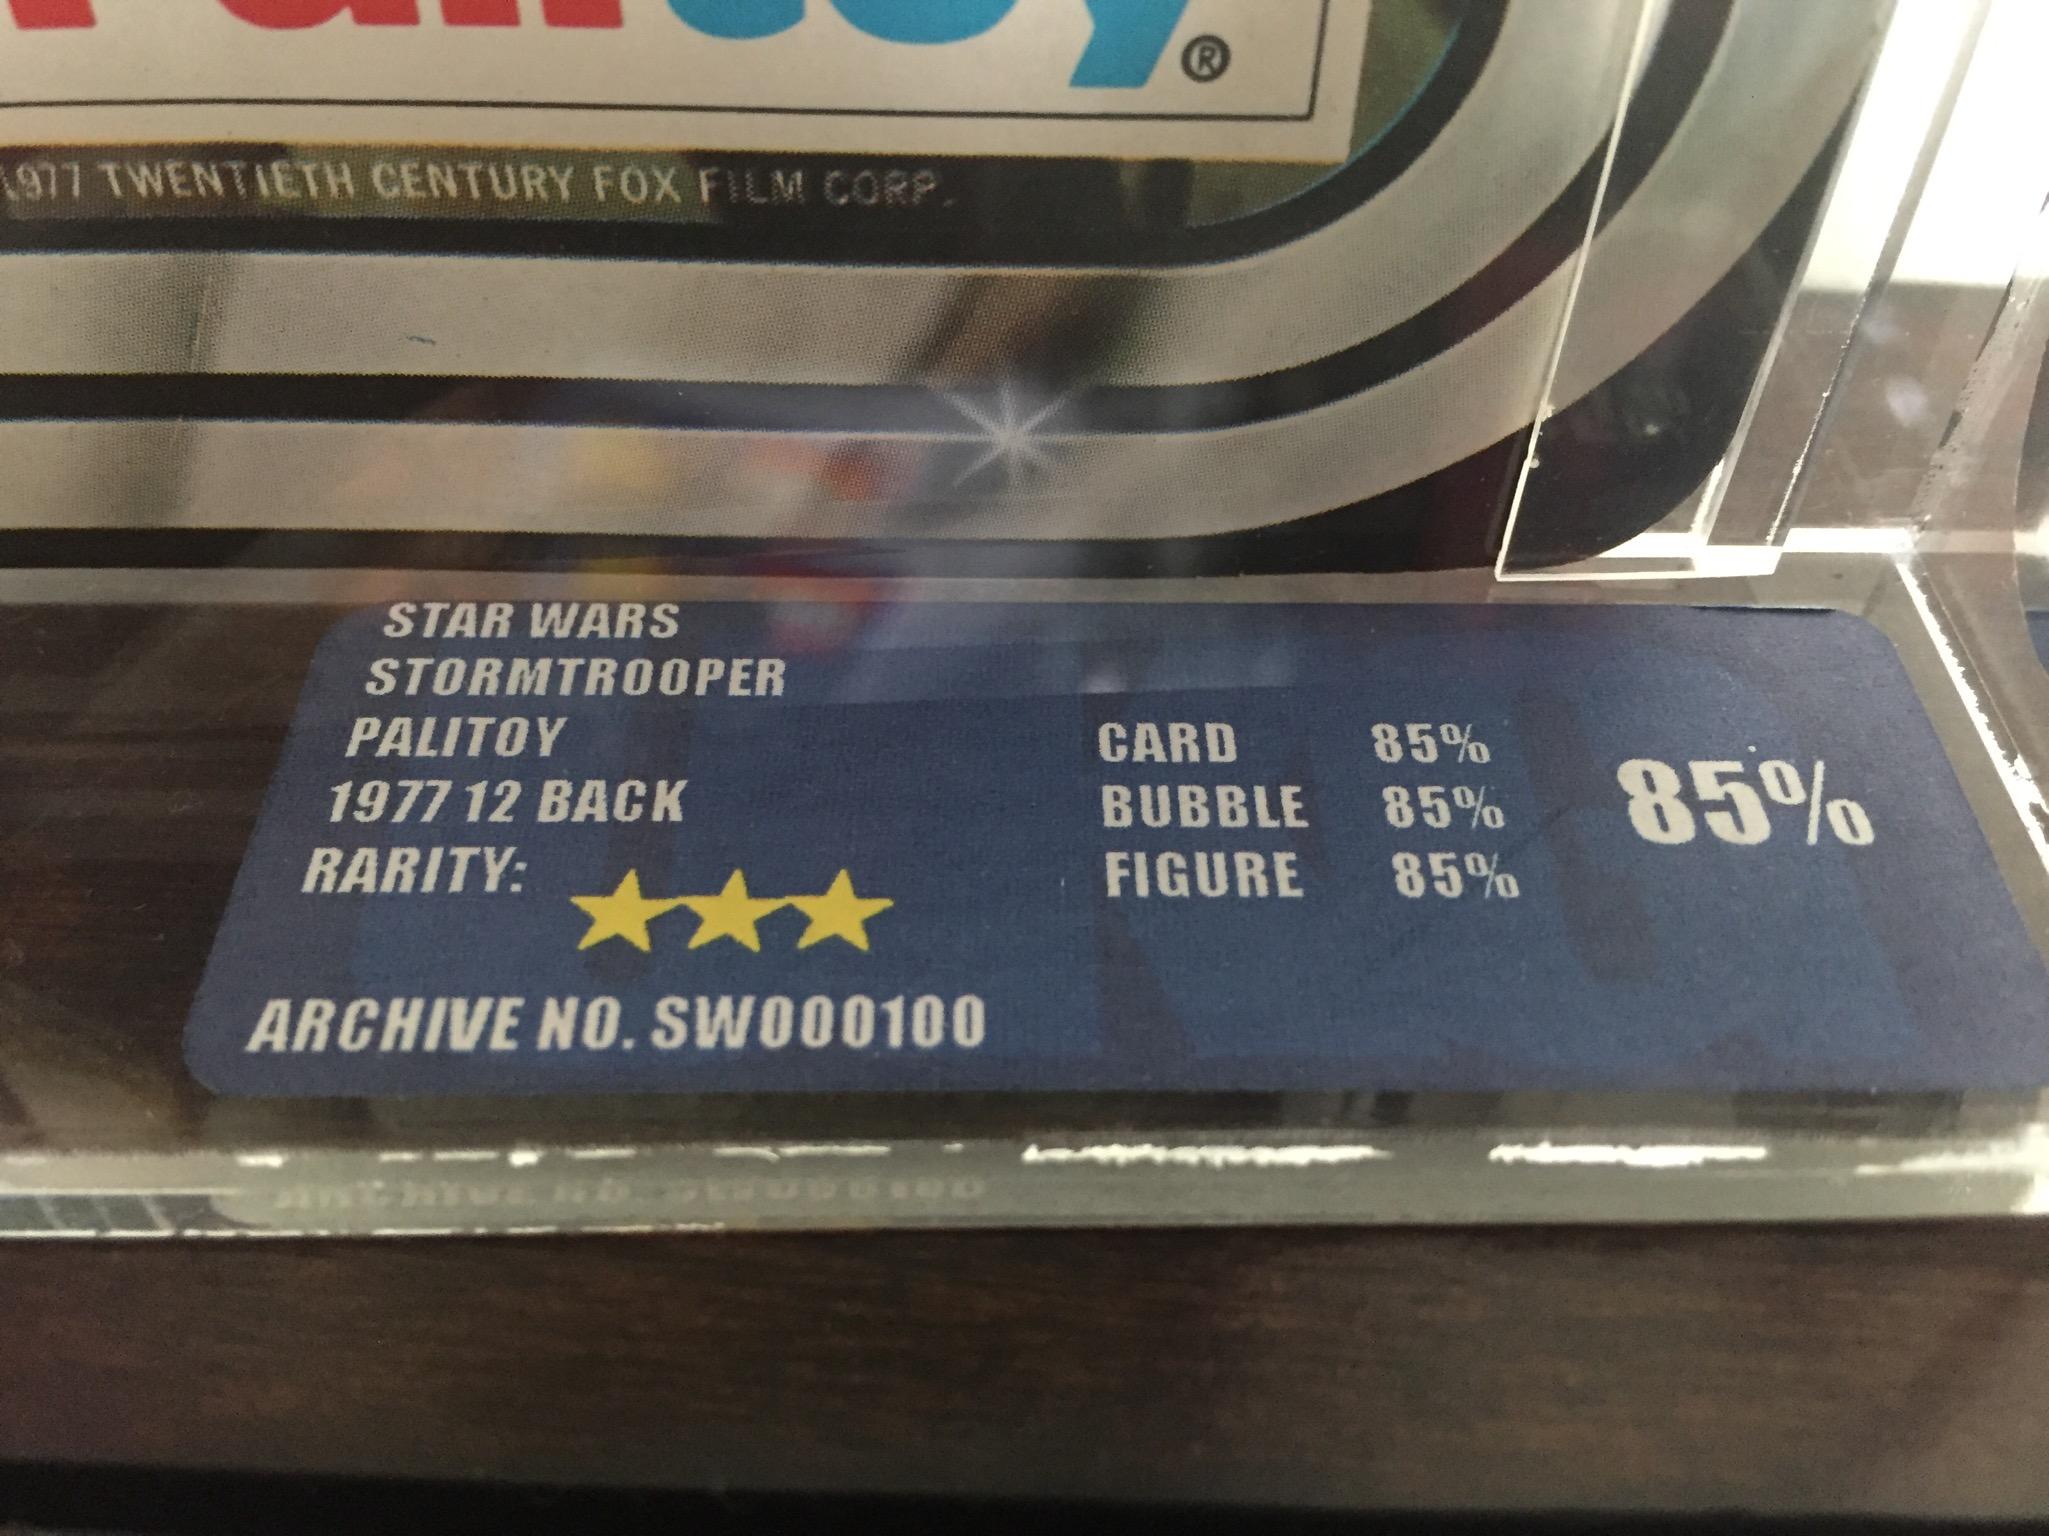 ®
1977 TWENTIETH CENTURY FOX FILM CORP.
STAR WARS
STORMTROOPER
PALITOY
1977 12 BACK
RARITY:
CARD 85%
BUBBLE 85%
FIGURE 85%
85%
ARCHIVE NO. SW000100